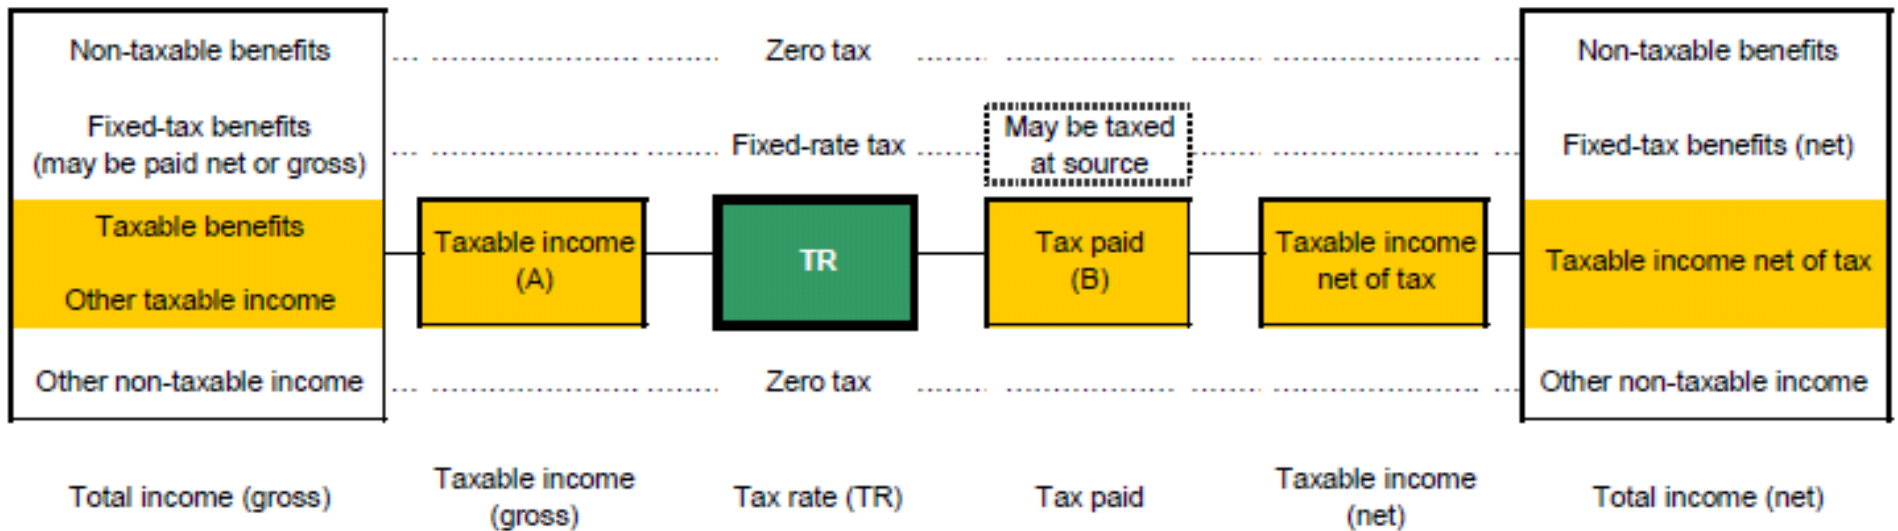 Non-taxable benefits
Zero tax
Non-taxable benefits
Fixed-tax benefits
(may be paid net or gross)
Fixed-rate tax
May be taxed
at source
Fixed-tax benefits (net)
Taxable benefits
Other taxable income
Taxable income
(A)
TR
Tax paid
(B)
Taxable income
net of tax
Taxable income net of tax
Other non-taxable income
Zero tax
Other non-taxable income
Total income (gross)
Taxable income
(gross)
Tax rate (TR)
Tax paid
Taxable income
(net)
Total income (net)